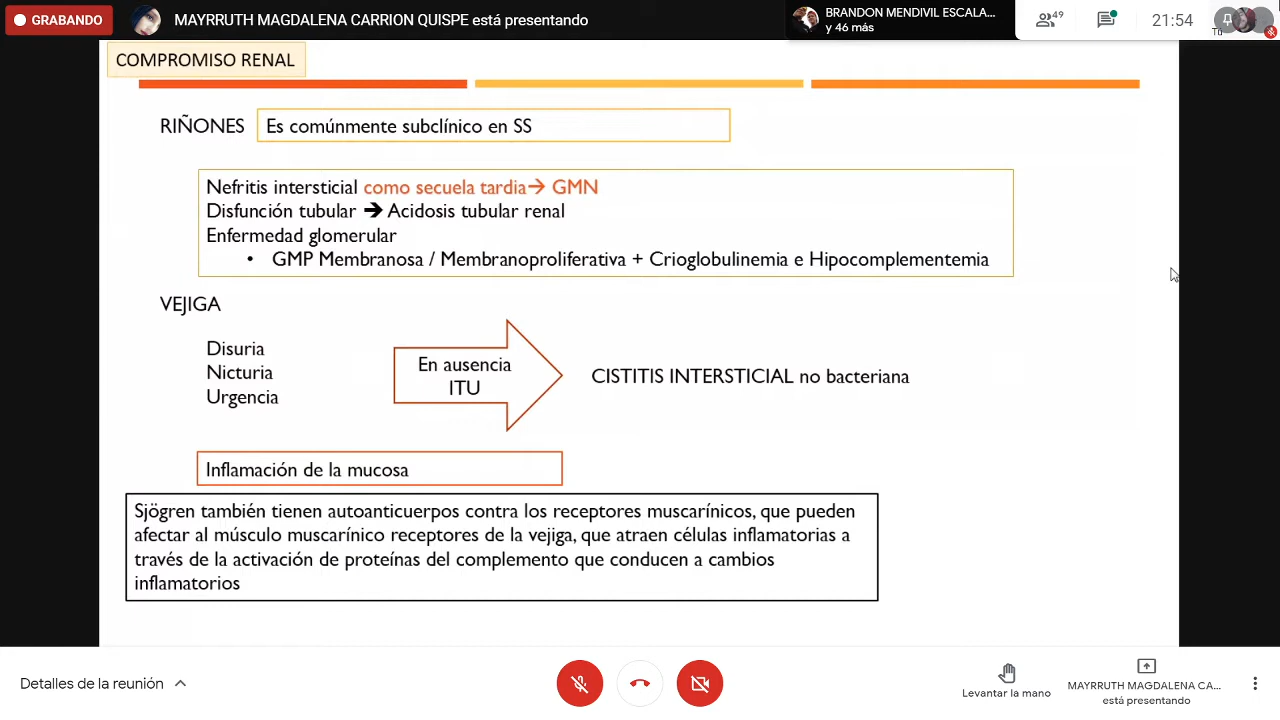 GRABANDO
MAYRRUTH MAGDALENA CARRION QUISPE está presentando
BRANDON MENDIVIL ESCALA...
y 46 más
49
21:54
Tú
COMPROMISO RENAL
RIÑONES
Es comúnmente subclínico en SS
Nefritis intersticial como secuela tardia→ GMN
Disfunción tubular → Acidosis tubular renal
Enfermedad glomerular
• GMP Membranosa / Membranoproliferativa + Crioglobulinemia e Hipocomplementemia
VEJIGA
Disuria
Nicturia
Urgencia
En ausencia
ITU
CISTITIS INTERSTICIAL no bacteriana
Inflamación de la mucosa
Sjögren también tienen autoanticuerpos contra los receptores muscarínicos, que pueden
afectar al músculo muscarínico receptores de la vejiga, que atraen células inflamatorias a
través de la activación de proteínas del complemento que conducen a cambios
inflamatorios
Detalles de la reunión
Levantar la mano
MAYRRUTH MAGDALENA CA...
está presentando